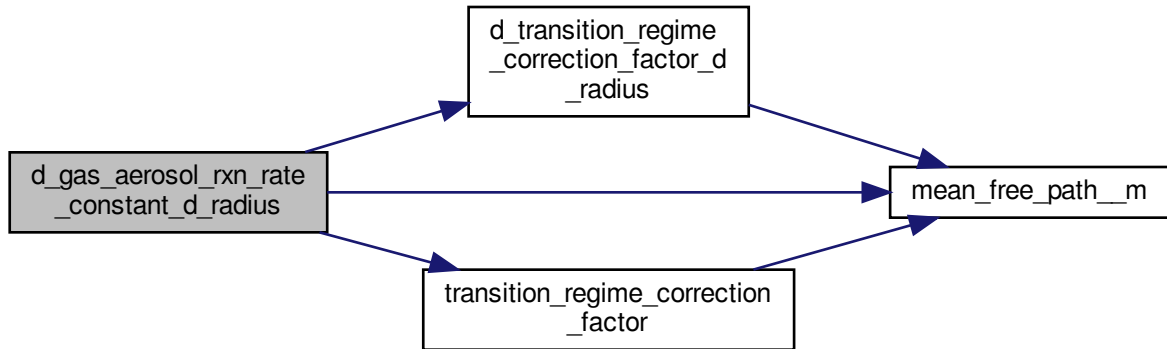 d_transition_regime
_correction_factor_d
_radius
d_gas_aerosol_rxn_rate
_constant_d_radius
mean_free_path__m
transition_regime_correction
_factor